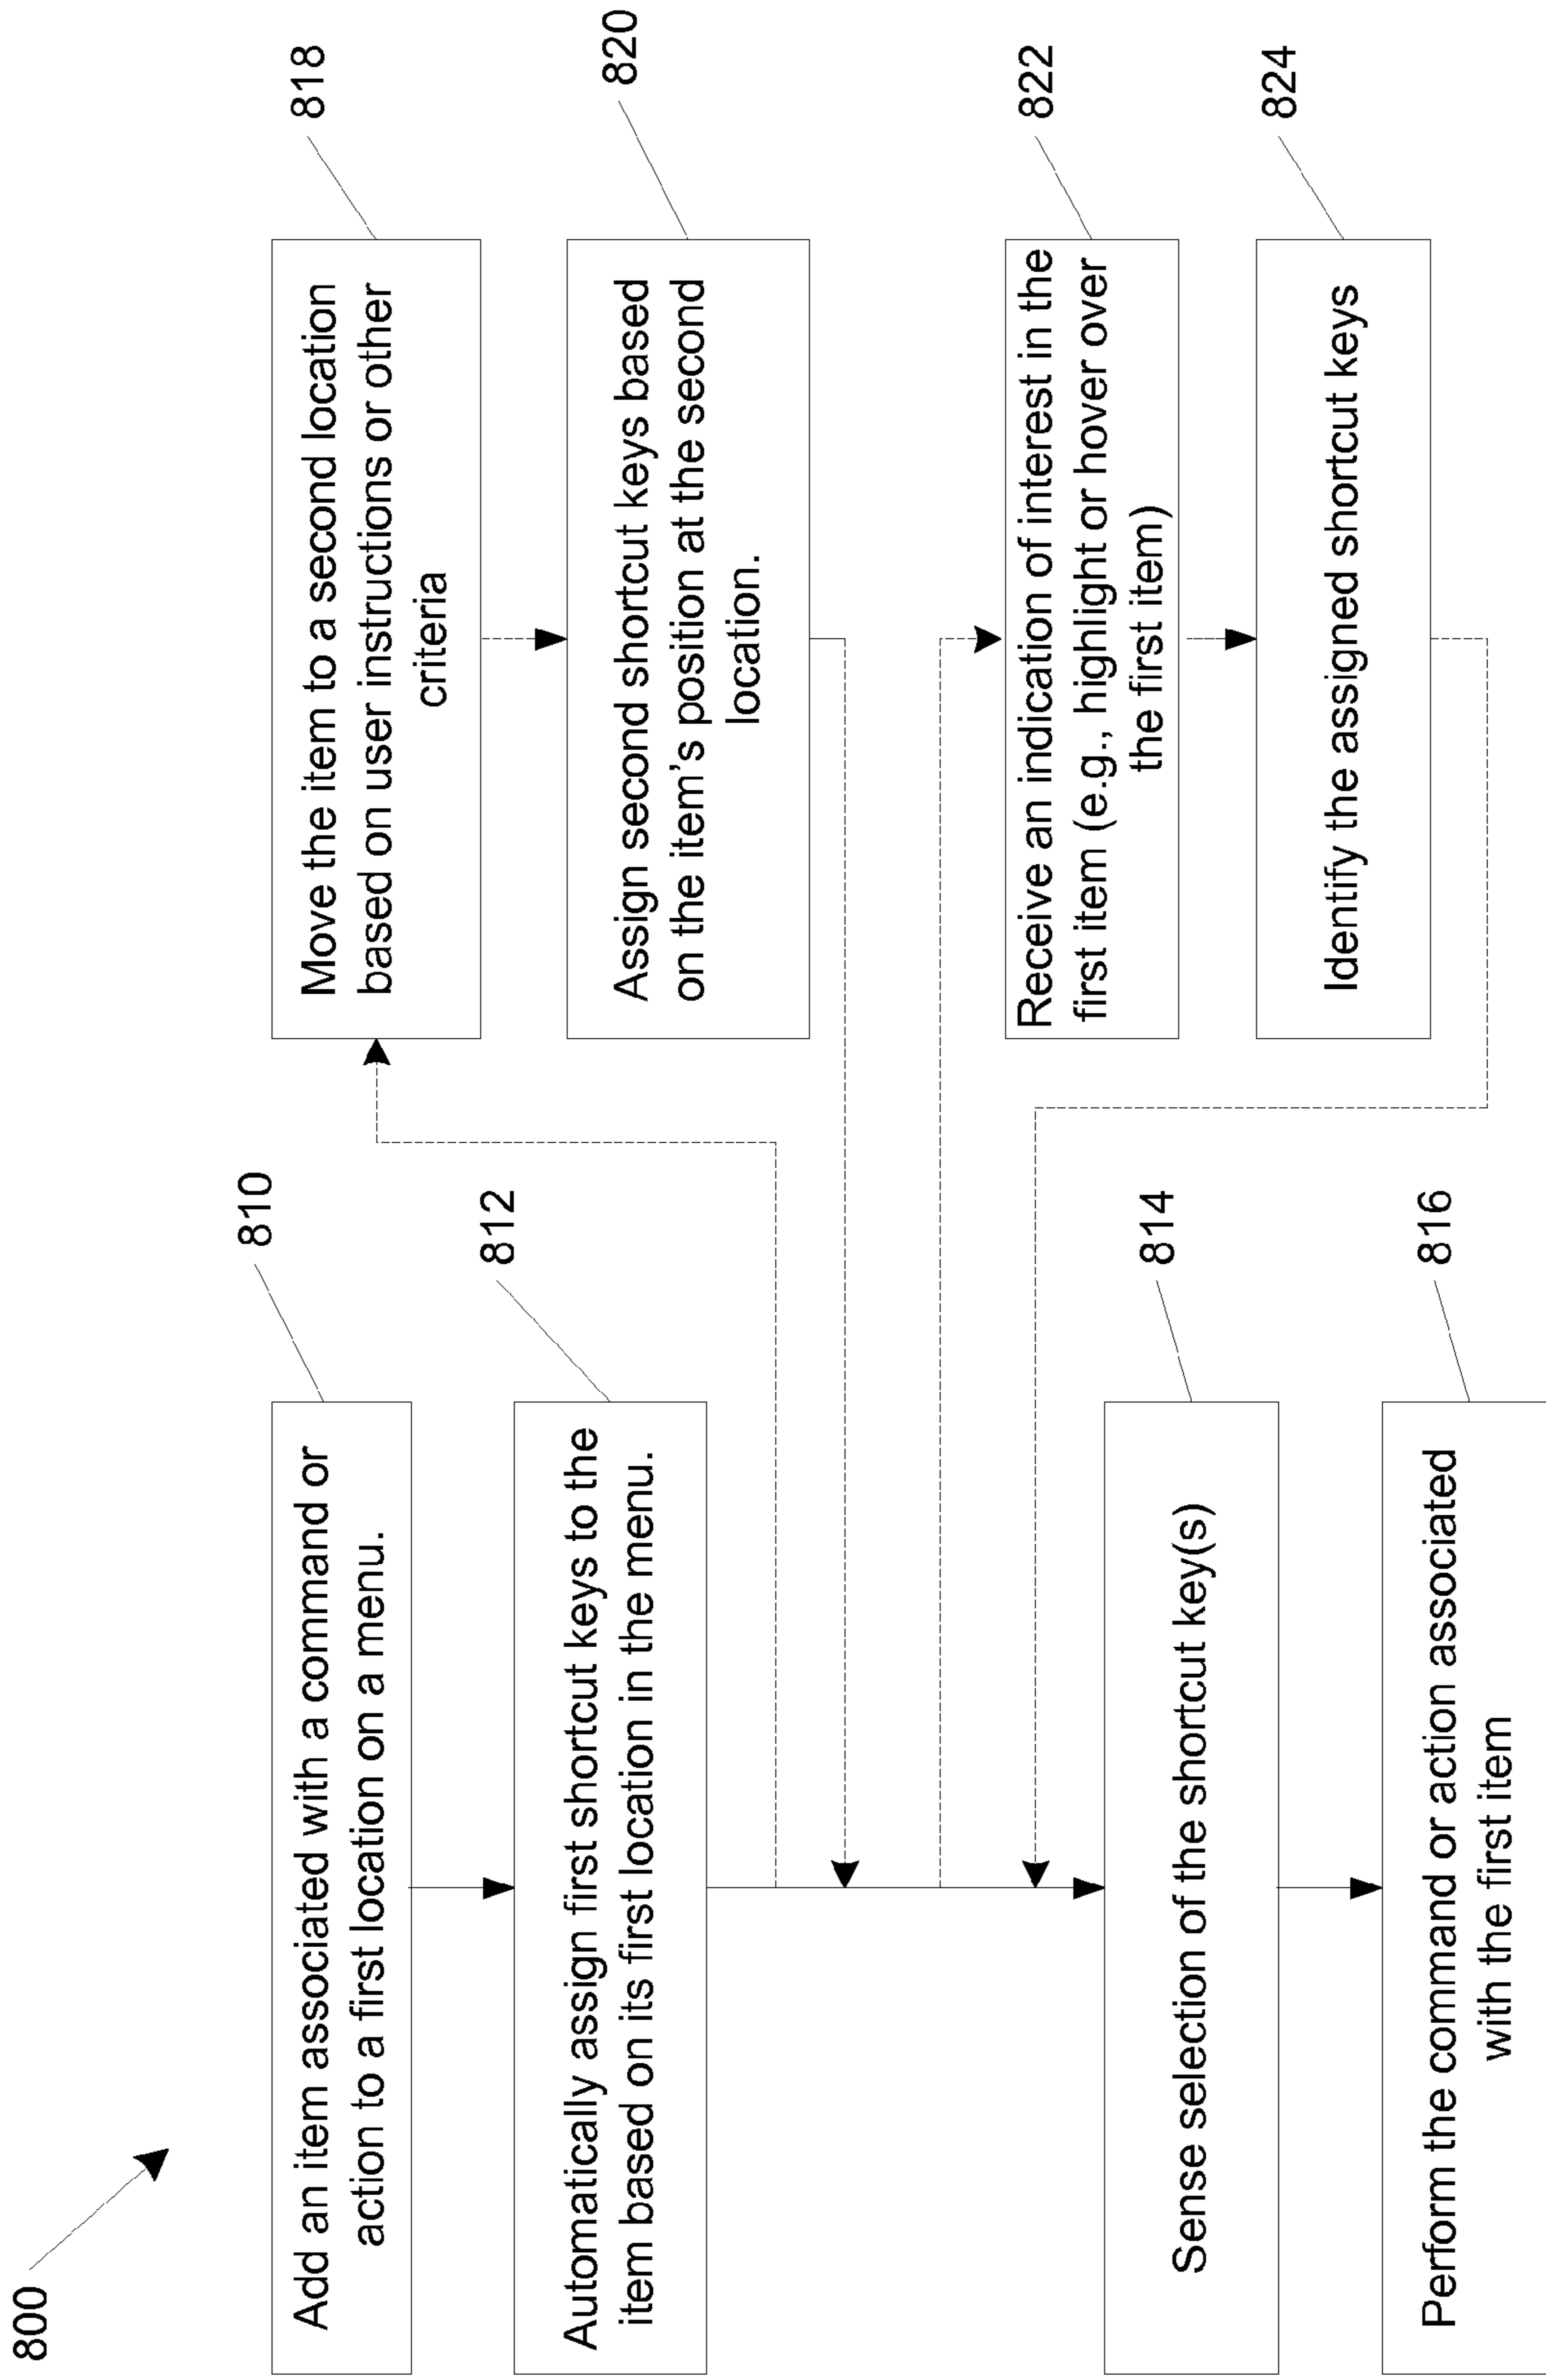 800
Add an item associated with a command or
action to a first location on a menu.
810
Automatically assign first shortcut keys to the
item based on its first location in the menu.
812
Sense selection of the shortcut key(s)
814
Perform the command or action associated
with the first item
816
Move the item to a second location
based on user instructions or other
criteria
818
Assign second shortcut keys based
on the item's position at the second
location.
820
Receive an indication of interest in the
first item (e.g., highlight or hover over
the first item)
822
Identify the assigned shortcut keys
824